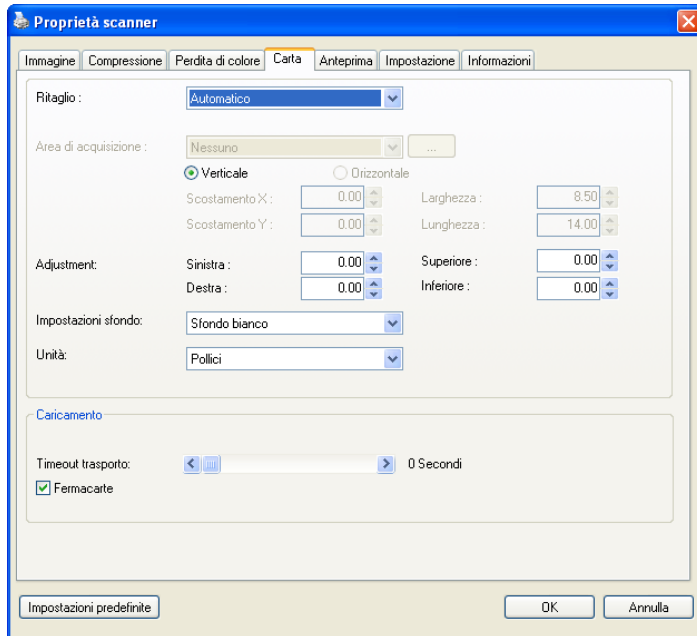 Proprietà scanner
Immagine Compressione Perdita di colore Carta Anteprima Impostazione Informazioni
Ritaglio : Automatico
Area di acquisizione : Nessuno ...
Verticale Orizzontale
Scostamento X : 0.00 Larghezza : 8.50
Scostamento Y : 0.00 Lunghezza : 14.00
Adjustment: Sinistra : 0.00 Superiore : 0.00
Destra : 0.00 Inferiore : 0.00
Impostazioni sfondo: Sfondo bianco
Unità: Pollici
Caricamento
Timeout trasporto: 0 Secondi
Fermacarte
Impostazioni predefinite OK Annulla